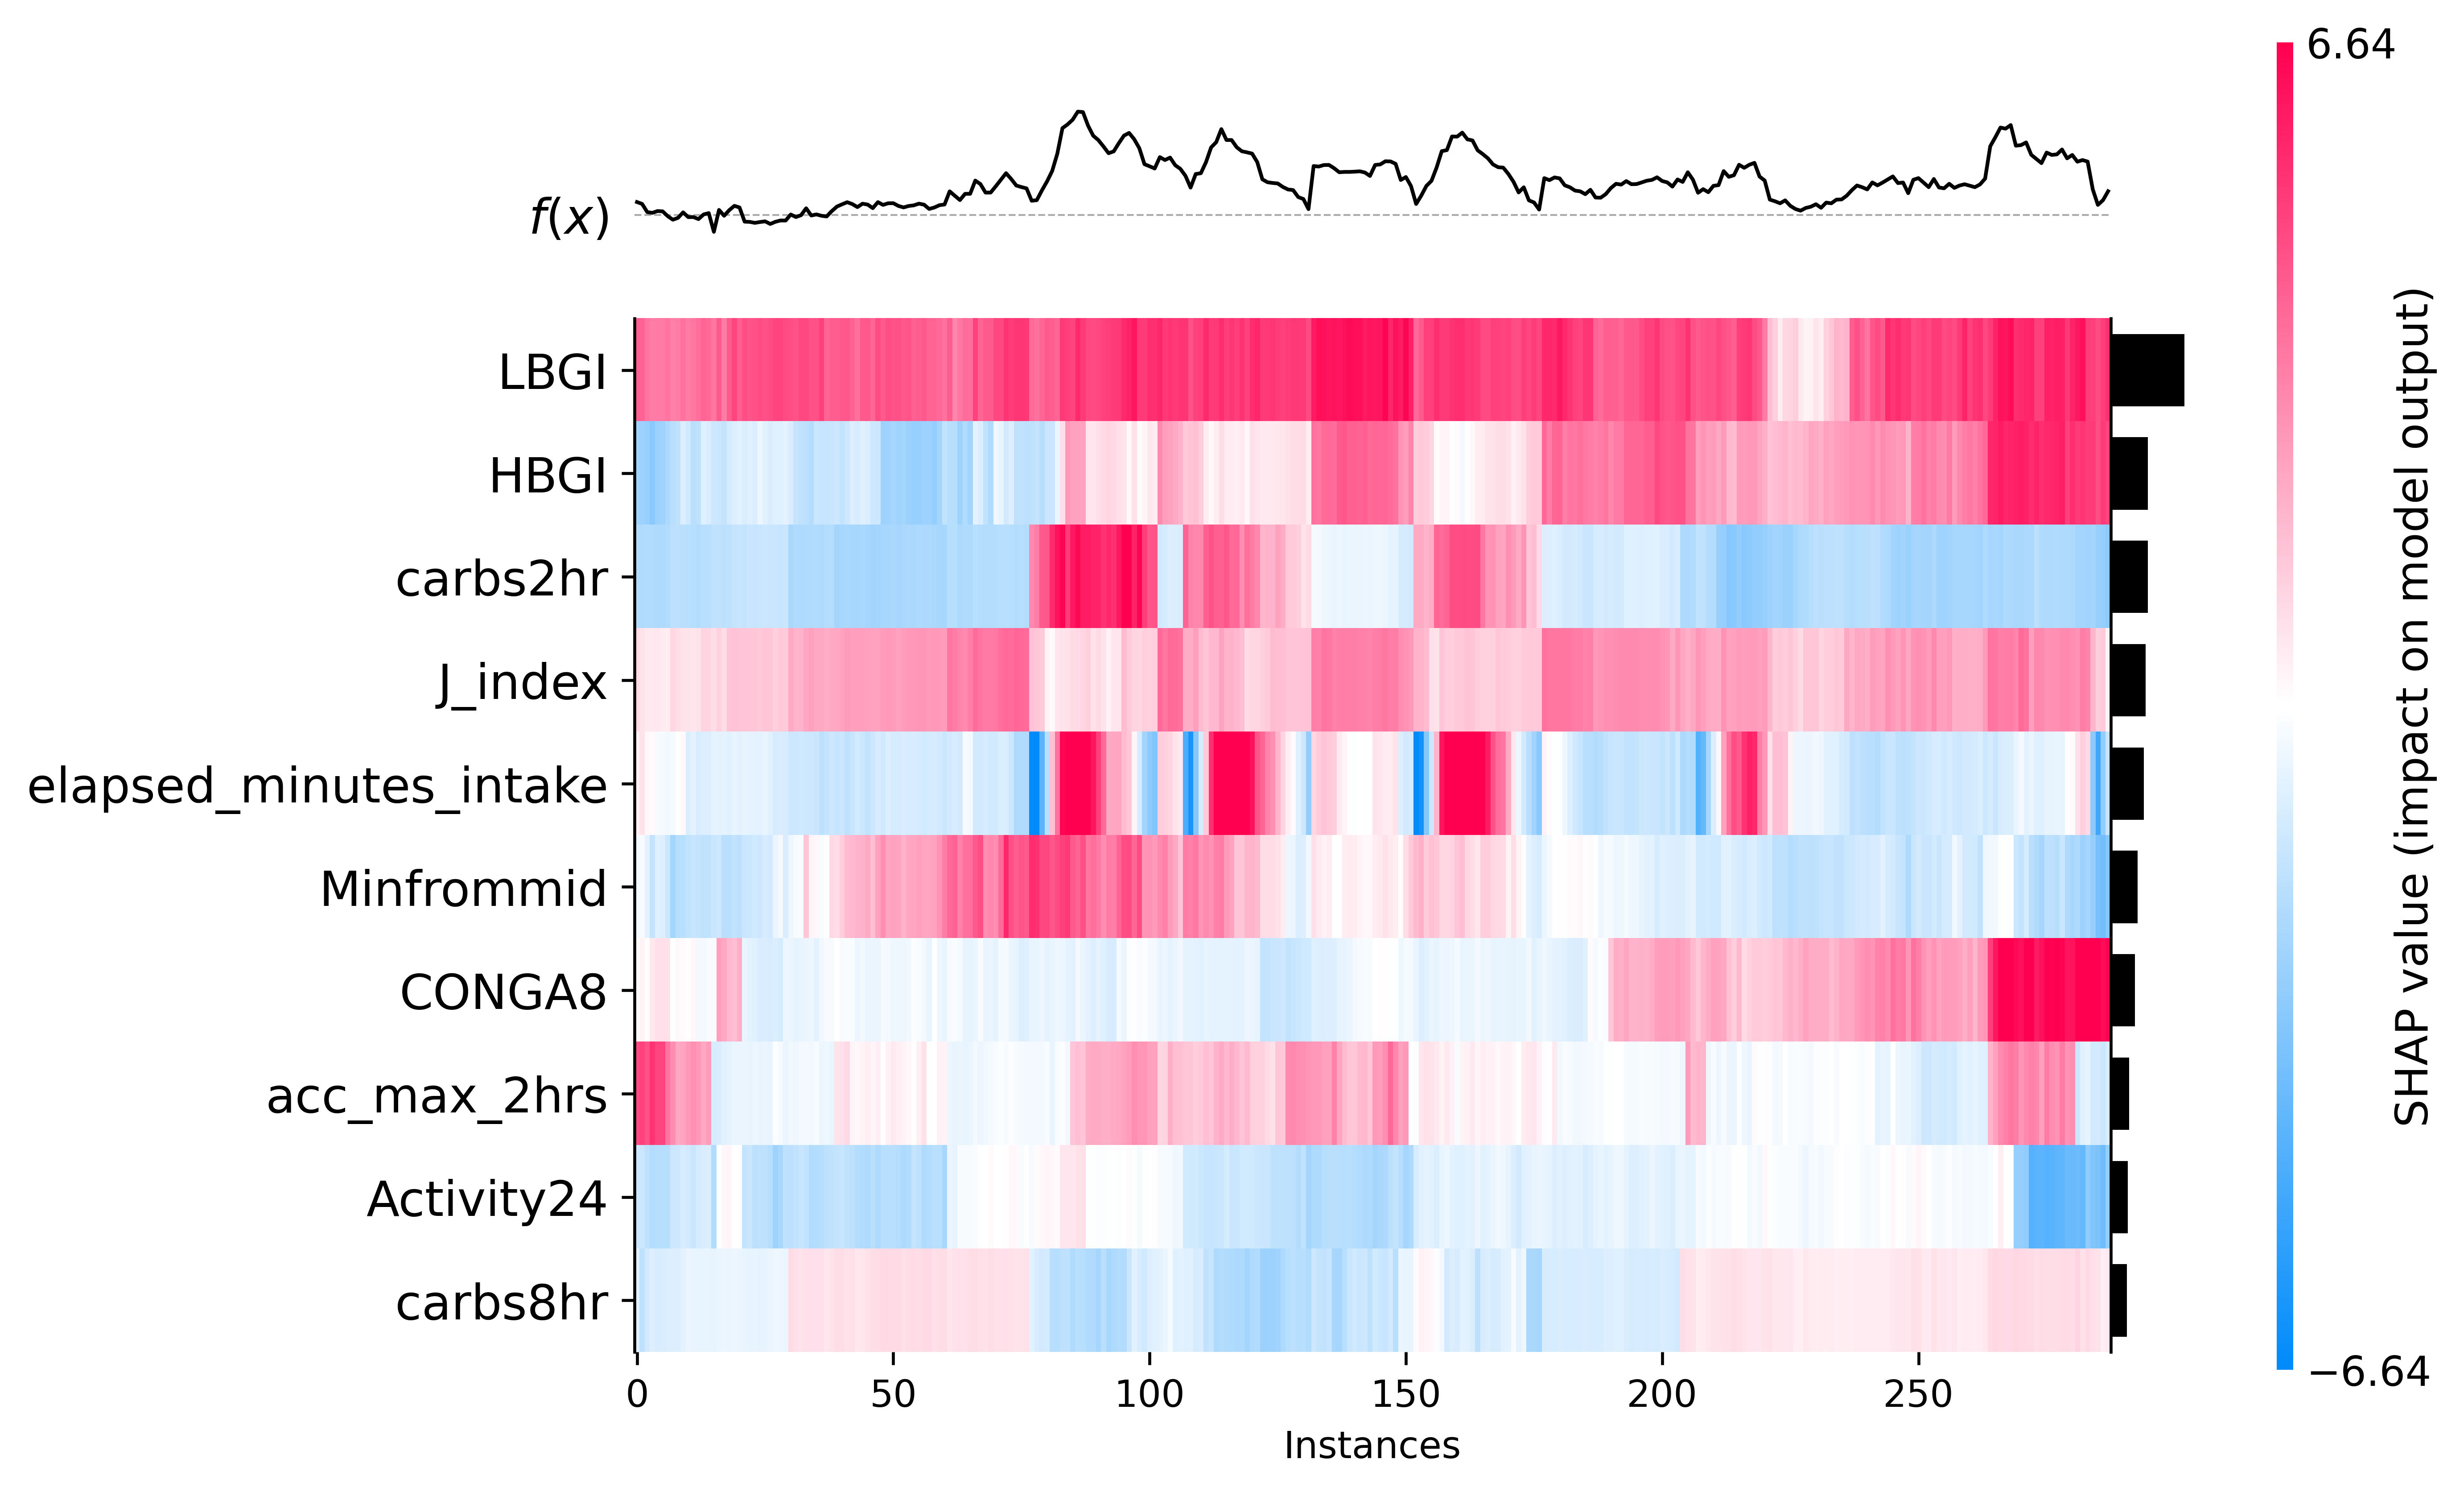 6.64
f(x)
LBGI
HBGI
carbs2hr
J_index
elapsed_minutes_intake
Minfrommid
CONGA8
acc_max_2hrs
Activity24
carbs8hr
0 50 100 150 200 250
Instances
−6.64
SHAP value (impact on model output)